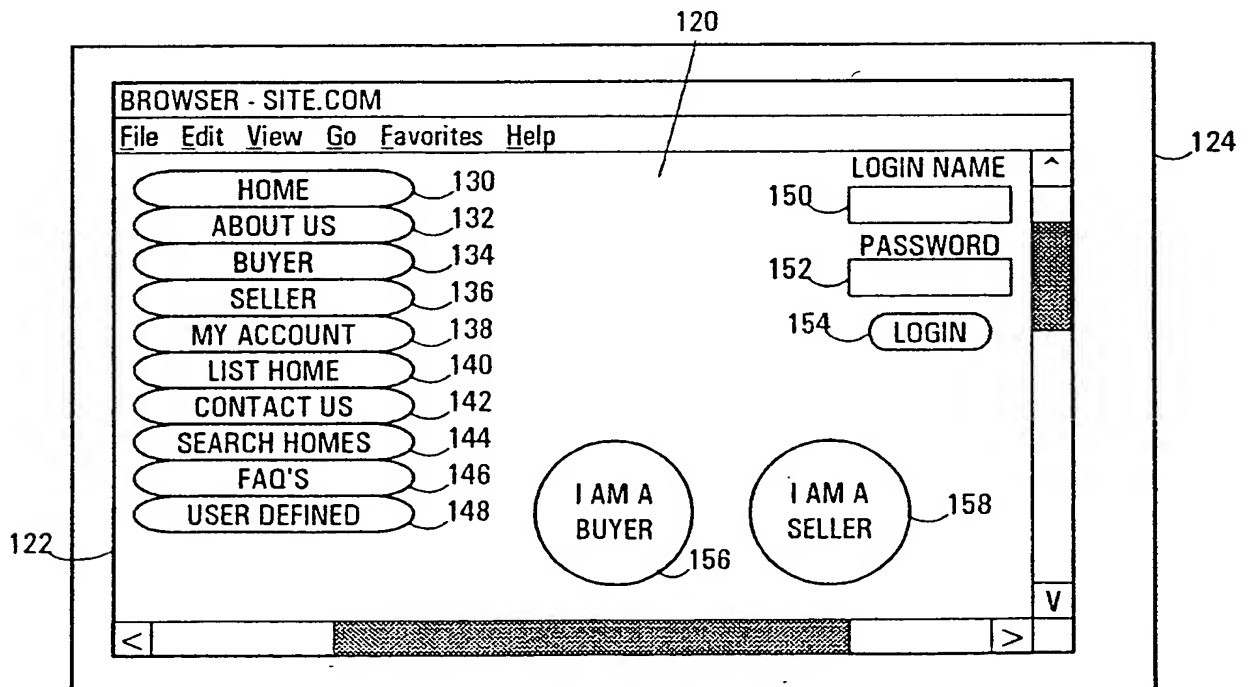 120
BROWSER - SITE.COM
File Edit View Go Favorites Help
124
LOGIN NAME
^
HOME 130
150
ABOUT US 132
PASSWORD
BUYER 134
152
SELLER 136
154 LOGIN
MY ACCOUNT 138
LIST HOME 140
CONTACT US 142
SEARCH HOMES 144
FAQ'S 146
USER DEFINED 148
I AM A
BUYER
156
I AM A
SELLER
158
122
V
< >